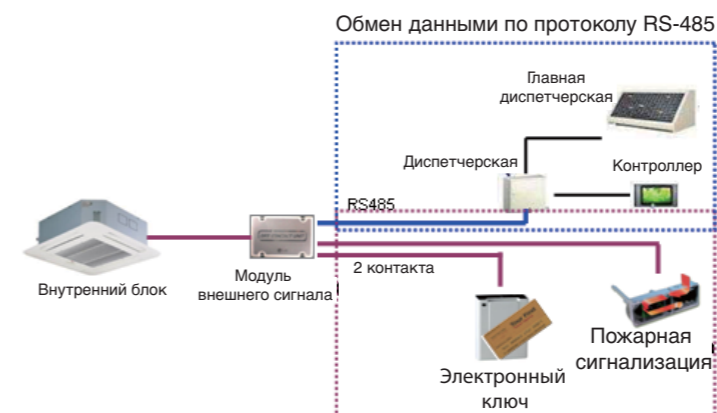 Обмен данными по протоколу RS-485
Главная
диспетчерская
Диспетчерская
Контроллер
RS485
2 контакта
Внутренний блок
Модуль
внешнего сигнала
Пожарная
сигнализация
Электронный
ключ